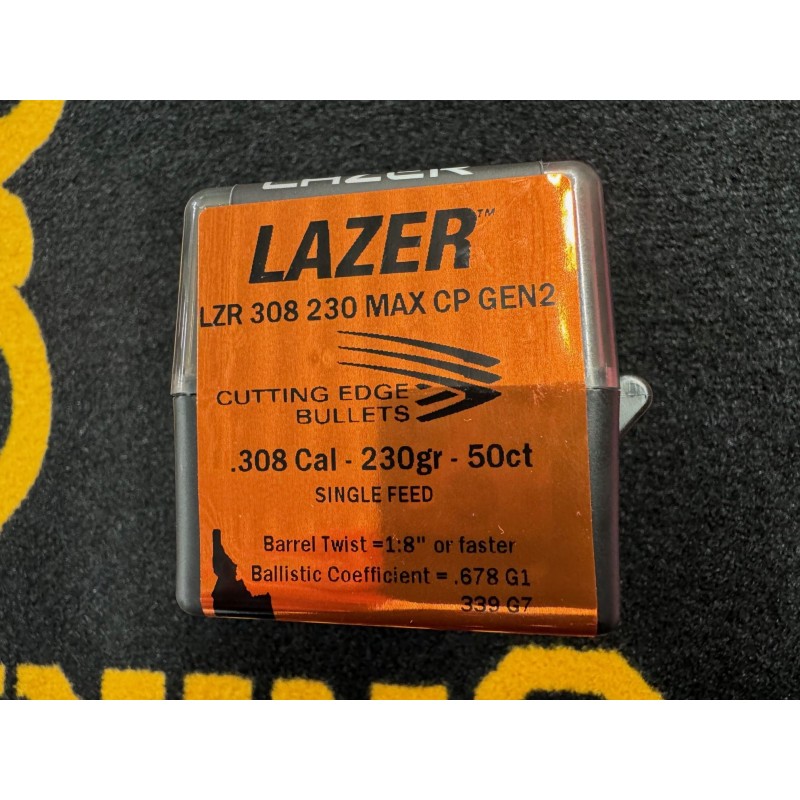 LAZER
LAZER™
LZR 308 230 MAX CP GEN2
CUTTING EDGE
BULLETS
.308 Cal - 230gr - 50ct
SINGLE FEED
Barrel Twist =1:8" or faster
Ballistic Coefficient = .678 G1
.339 G7